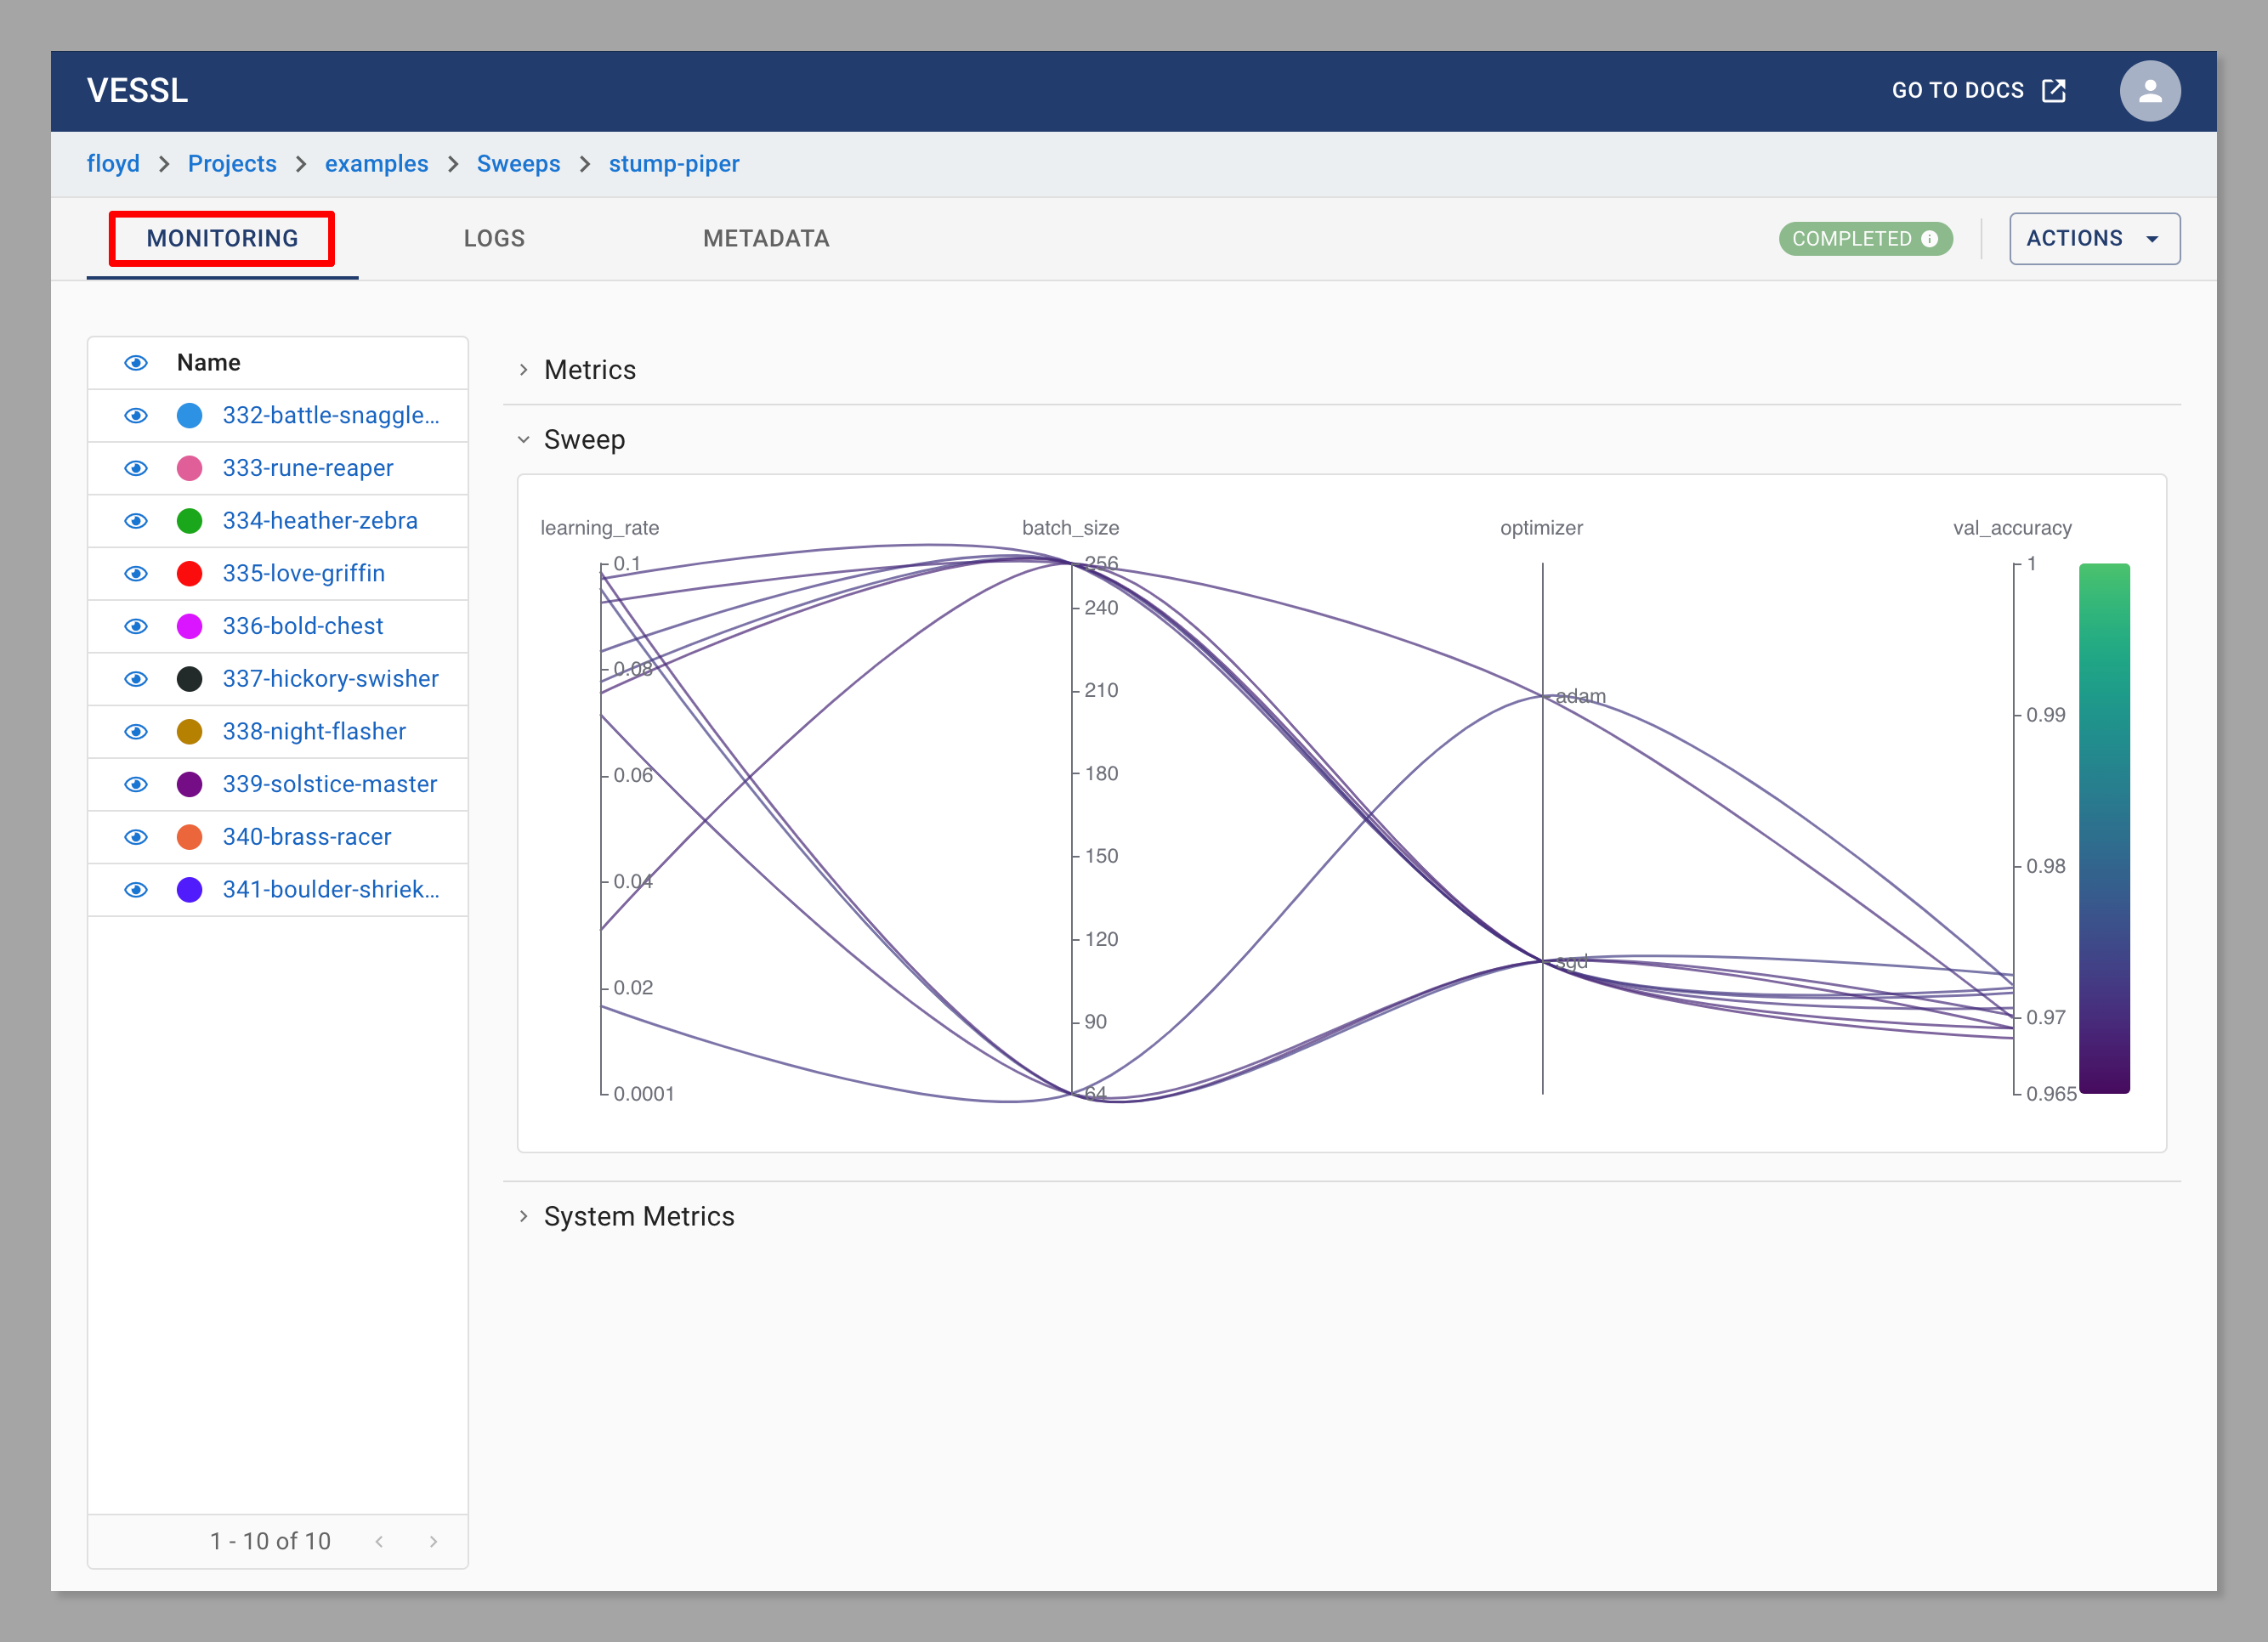 VESSL
GO TO DOCS
floyd > Projects > examples > Sweeps > stump-piper
MONITORING
LOGS
METADATA
COMPLETED
ACTIONS
Name
332-battle-snaggle...
333-rune-reaper
334-heather-zebra
335-love-griffin
336-bold-chest
337-hickory-swisher
338-night-flasher
339-solstice-master
340-brass-racer
341-boulder-shriek...
1 - 10 of 10
Metrics
Sweep
learning_rate
0.1
0.08
0.06
0.04
0.02
0.0001
batch_size
256
240
210
180
150
120
90
64
optimizer
adam
sgd
val_accuracy
1
0.99
0.98
0.97
0.965
System Metrics